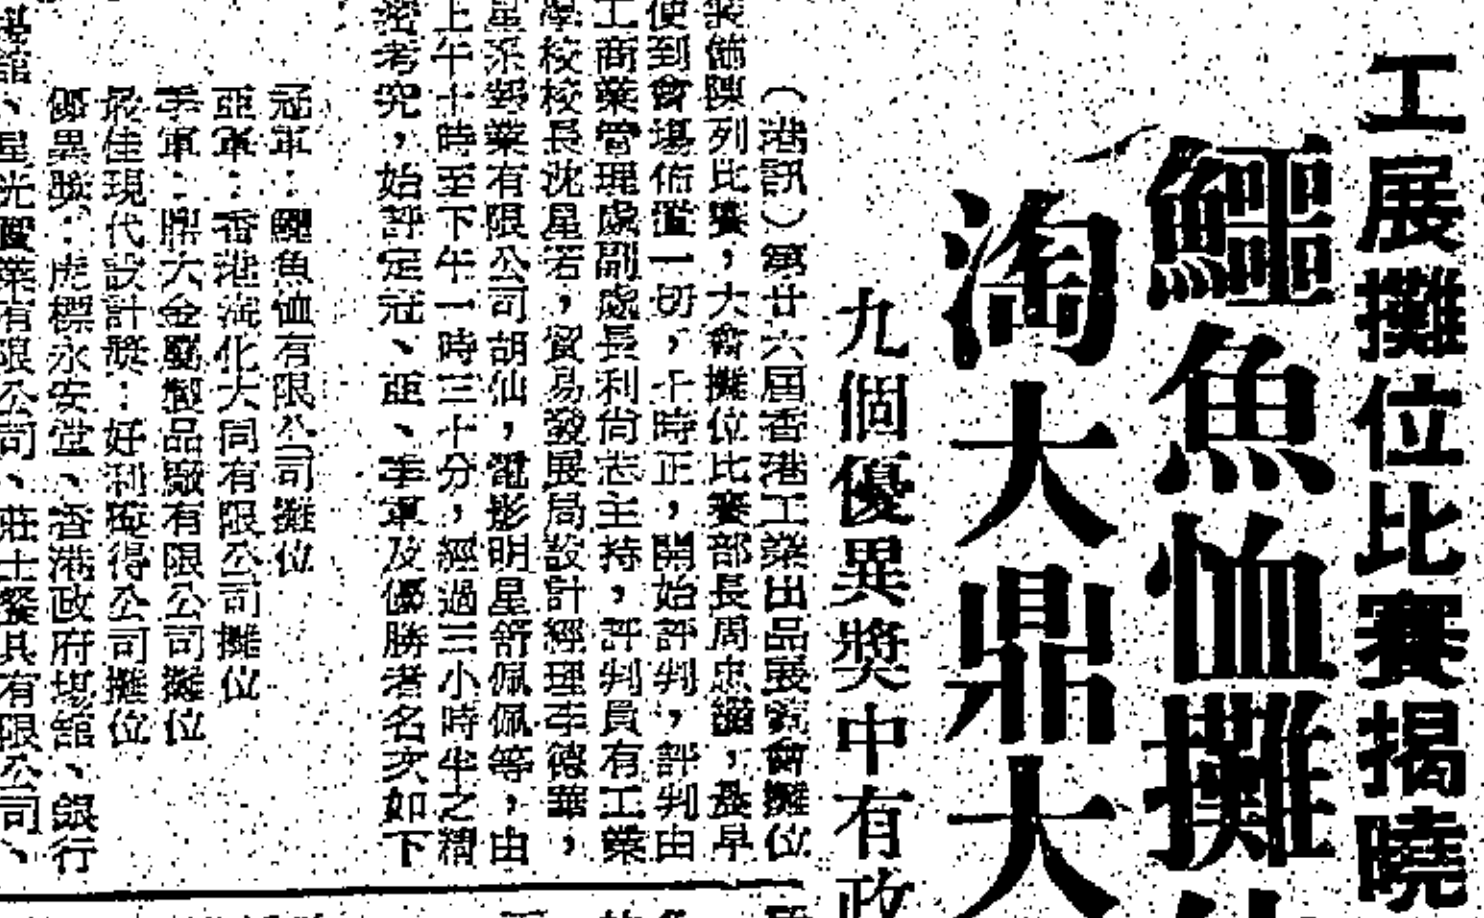 工展攤位比賽揭曉
鱷魚恤攤
淘大鼎大
九個優異獎中有政
（港訊）第廿六屆香港工業出品展覽會攤位
裝飾陳列比賽，大會攤位比賽部長周忠繼，晨早
便到會場佈置一切，十時正，開始評判，評判由
工商業管理處副處長利尙志主持，評判員有工業
學校校長沈星若，貿易發展局設計經理李德華，
星系報業有限公司胡仙，電影明星舒佩佩等，由
上午十時至下午一時三十分，經過三小時半之精
密考究，始評定冠、亞、季軍及優勝者名次如下
冠軍：鱷魚恤有限公司攤位
亞軍：香港淘化大同有限公司攤位
季軍：鼎大金屬製品廠有限公司攤位
最佳現代設計獎：好利璇得公司攤位
優異獎：虎標永安堂、香港政府場館、銀行
場館、星光實業有限公司、莊士餐具有限公司、